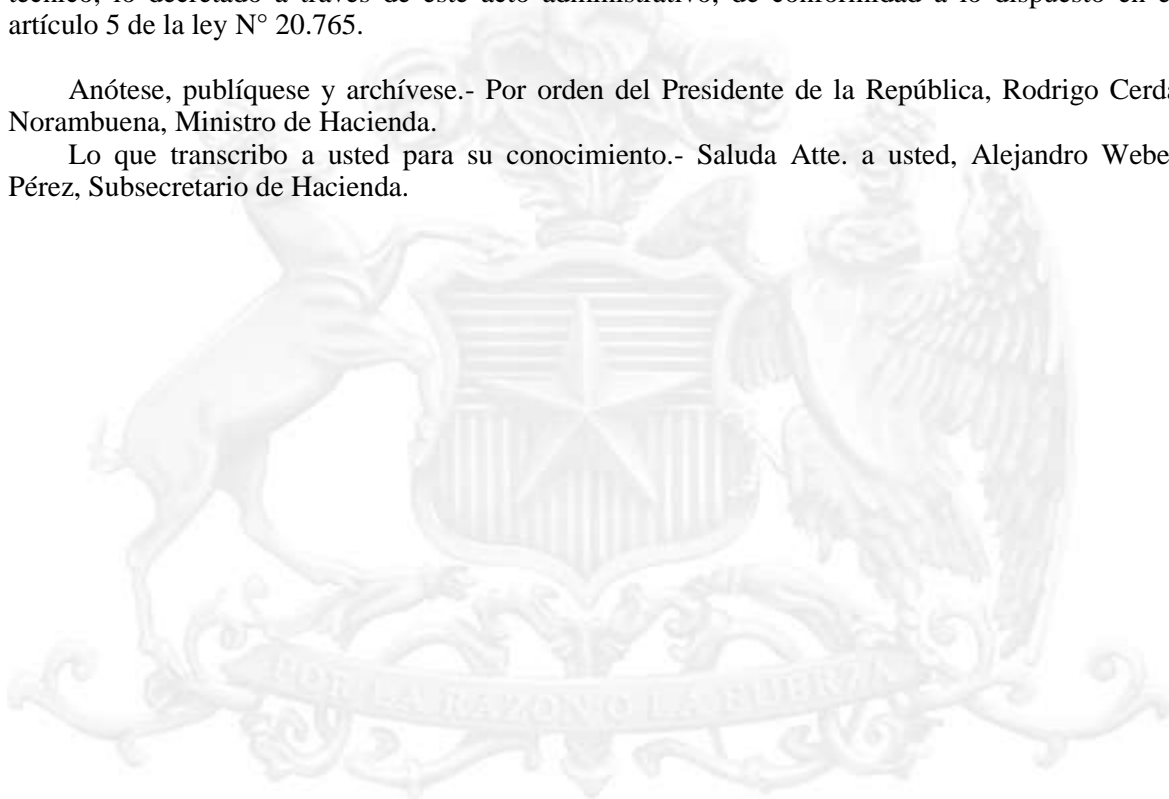 técnico, lo decretado a través de este acto administrativo, de conformidad a lo dispuesto en e
artículo 5 de la ley N° 20.765.
Anótese, publíquese y archívese.- Por orden del Presidente de la República, Rodrigo Cerda
Norambuena, Ministro de Hacienda.
Lo que transcribo a usted para su conocimiento.- Saluda Atte. a usted, Alejandro Webe
Pérez, Subsecretario de Hacienda.
POR LA RAZON O LA FUERZA